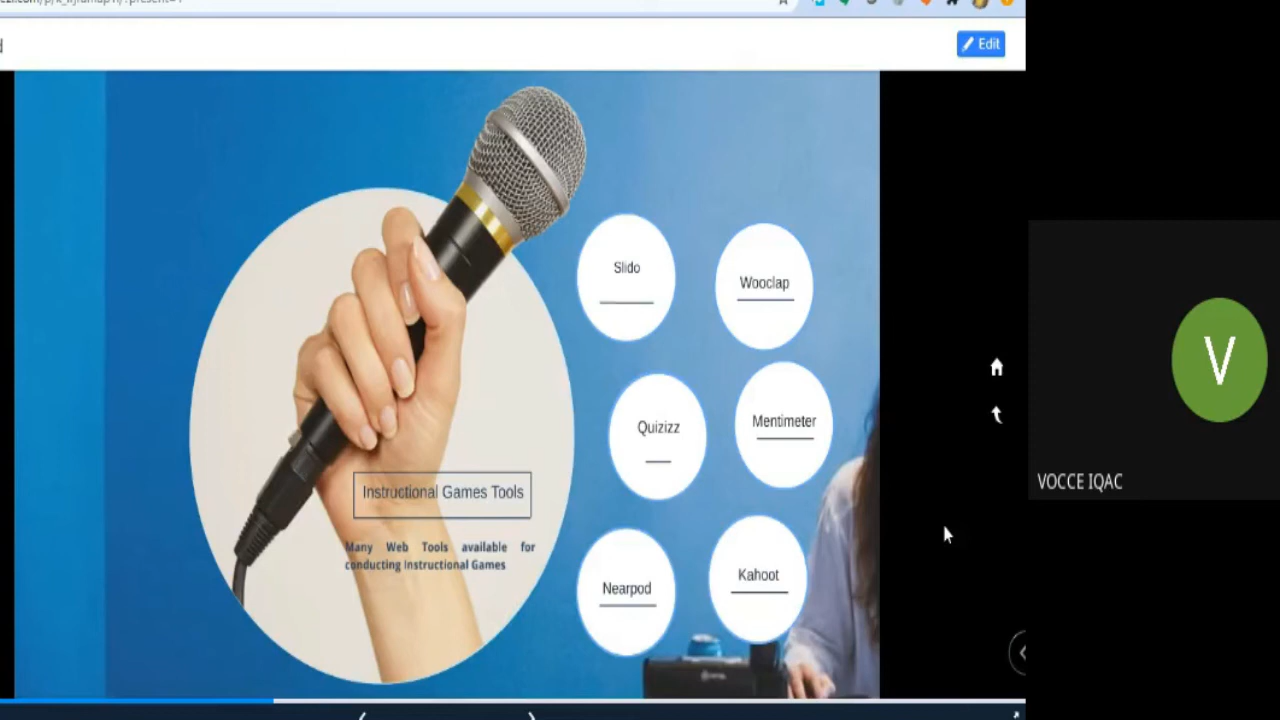 Edit
Slido
Wooclap
Quizizz
Mentimeter
Instructional Games Tools
Many Web Tools available for
conducting Instructional Games
Nearpod
Kahoot
V
VOCCE IQAC